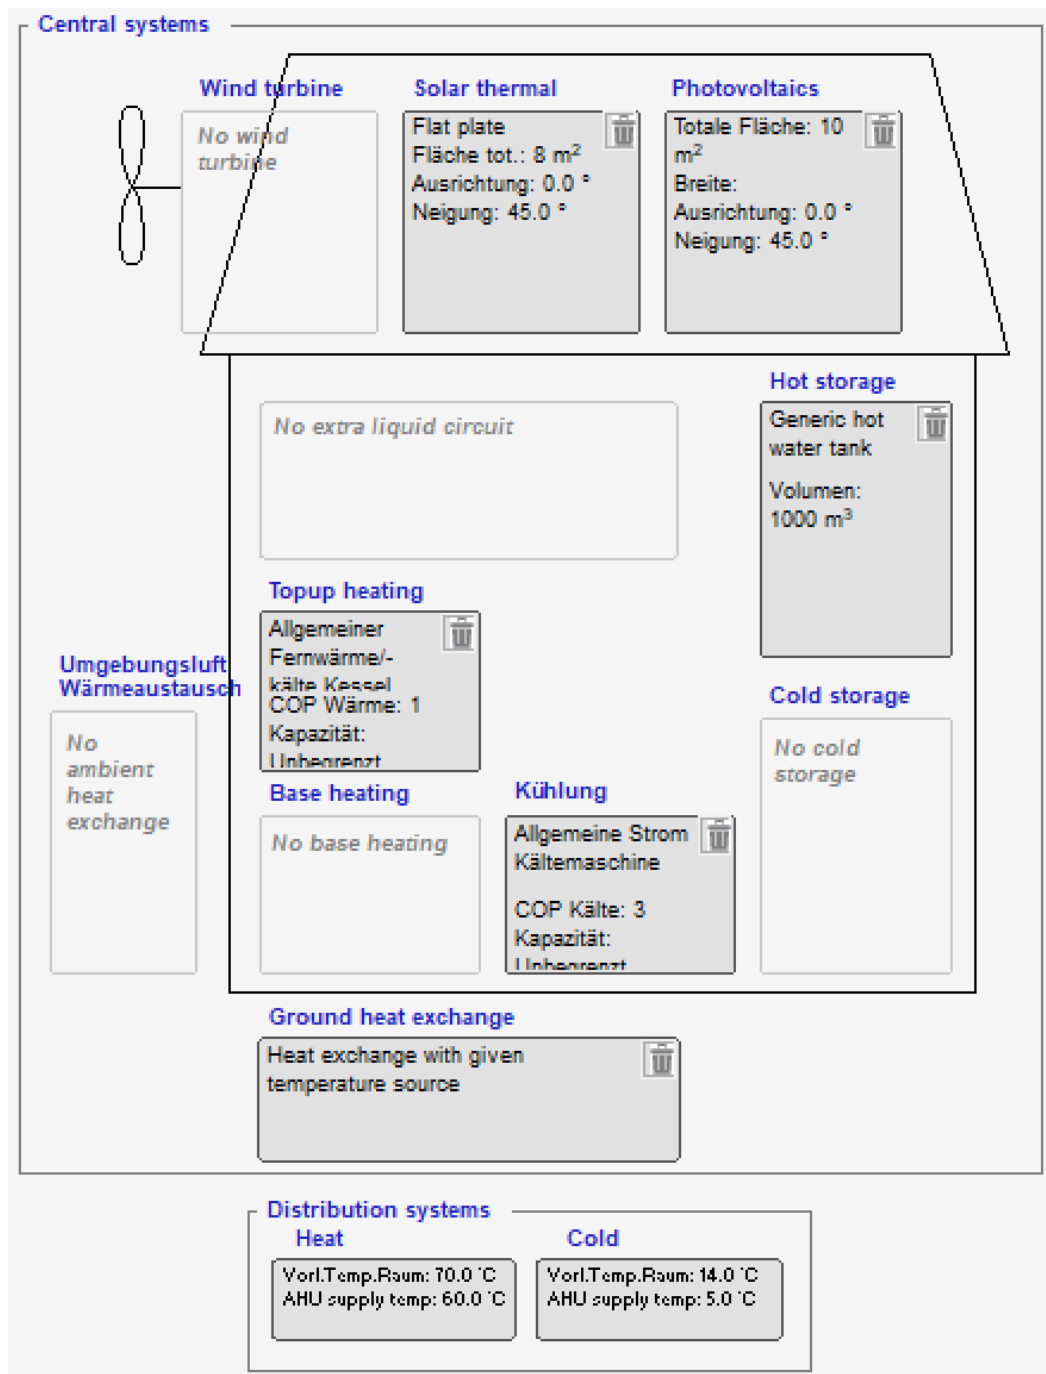 Central systems
Wind turbine
No wind
turbine
Solar thermal
Flat plate
Fläche tot.: 8 m²
Ausrichtung: 0.0 °
Neigung: 45.0 °
Photovoltaics
Totale Fläche: 10
m²
Breite:
Ausrichtung: 0.0 °
Neigung: 45.0 °
No extra liquid circuit
Hot storage
Generic hot
water tank
Volumen:
1000 m³
Topup heating
Allgemeiner
Fernwärme/-
kälte Kessel
COP Wärme: 1
Kapazität:
Unbegrenzt
Umgebungsluft
Wärmeaustausch
No
ambient
heat
exchange
Base heating
No base heating
Kühlung
Allgemeine Strom
Kältemaschine
COP Kälte: 3
Kapazität:
Unbegrenzt
Cold storage
No cold
storage
Ground heat exchange
Heat exchange with given
temperature source
Distribution systems
Heat
Vorl.Temp.Raum: 70.0 °C
AHU supply temp: 60.0 °C
Cold
Vorl.Temp.Raum: 14.0 °C
AHU supply temp: 5.0 °C